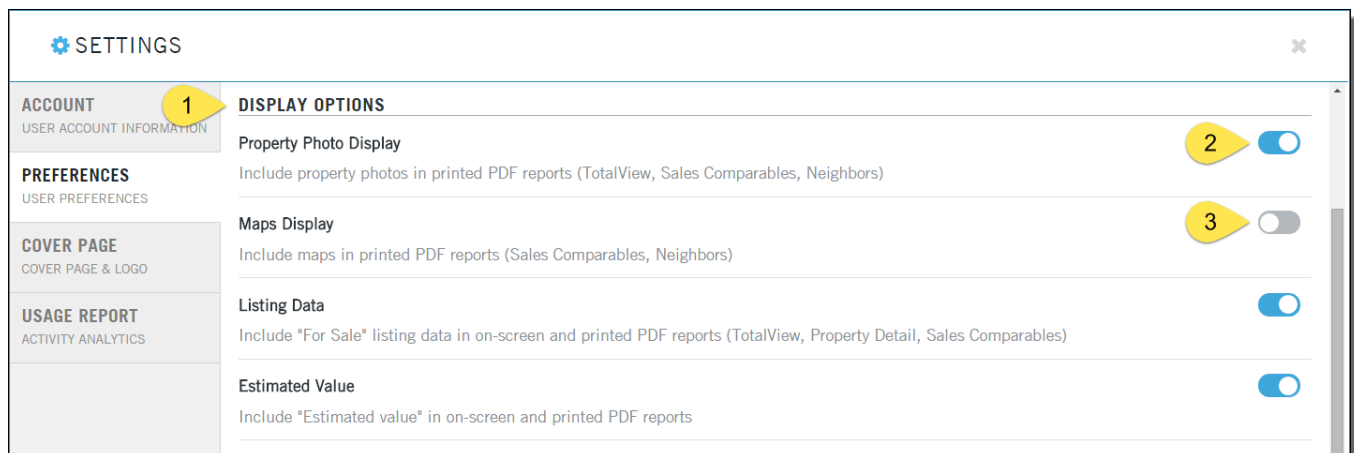 SETTINGS
ACCOUNT
USER ACCOUNT INFORMATION
PREFERENCES
USER PREFERENCES
COVER PAGE
COVER PAGE & LOGO
USAGE REPORT
ACTIVITY ANALYTICS
1
DISPLAY OPTIONS
Property Photo Display
2
Include property photos in printed PDF reports (TotalView, Sales Comparables, Neighbors)
Maps Display
3
Include maps in printed PDF reports (Sales Comparables, Neighbors)
Listing Data
Include "For Sale" listing data in on-screen and printed PDF reports (TotalView, Property Detail, Sales Comparables)
Estimated Value
Include "Estimated value" in on-screen and printed PDF reports